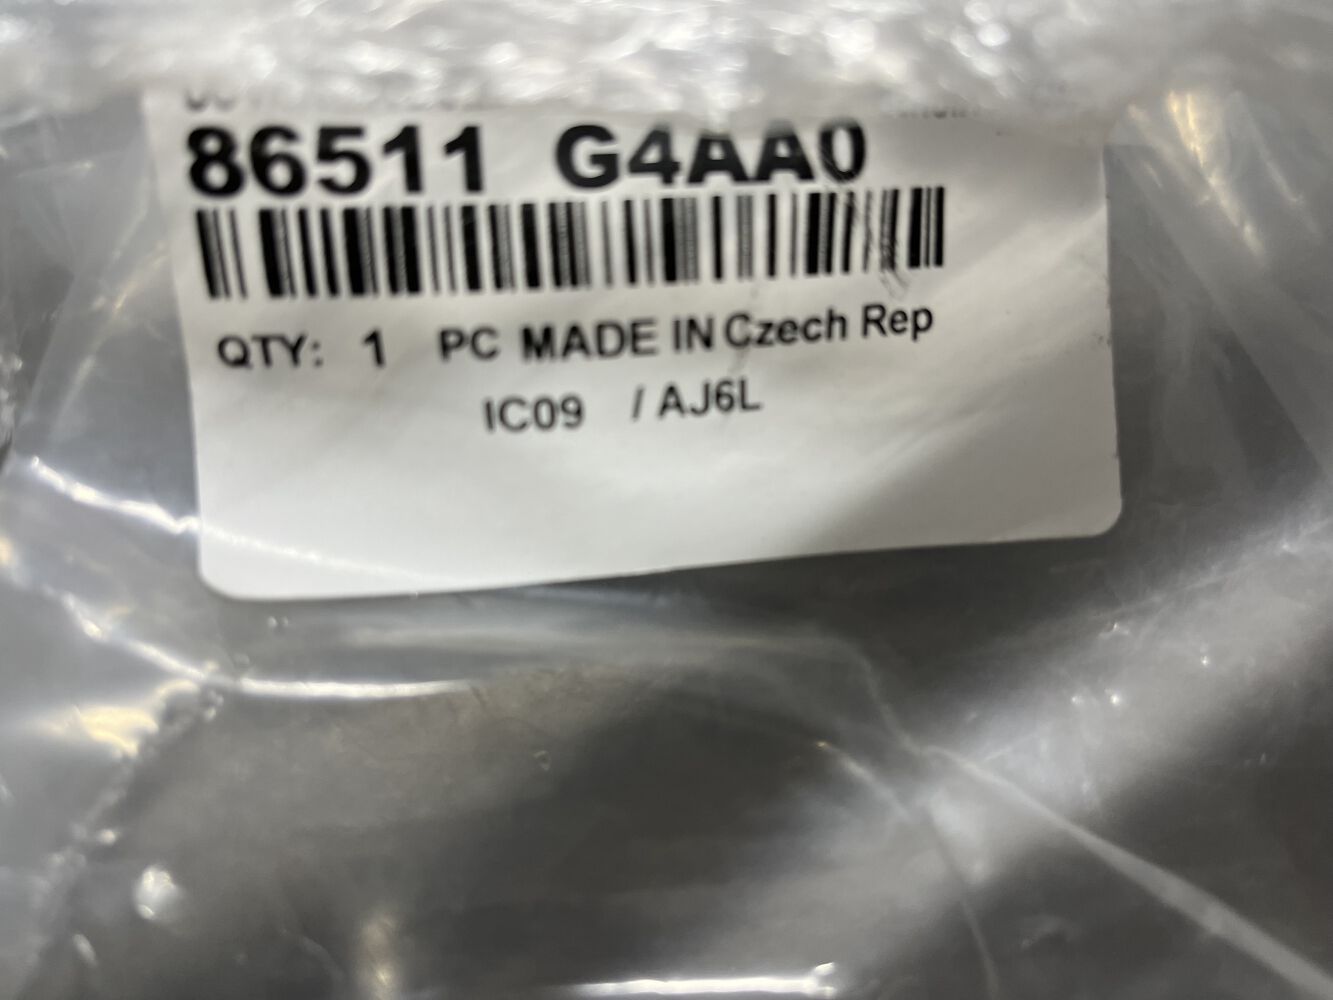 86511 G4AA0
QTY: 1 PC MADE IN Czech Rep
IC09 / AJ6L